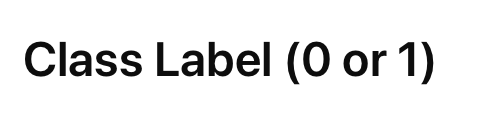 Class Label (0 or 1)